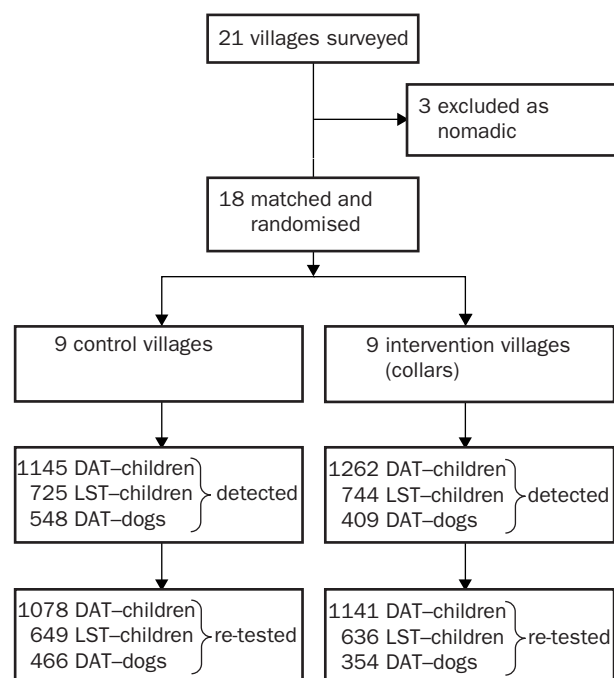 21 villages surveyed
3 excluded as
nomadic
18 matched and
randomised
9 control villages
9 intervention villages
(collars)
1145 DAT–children
725 LST–children
548 DAT–dogs
detected
1262 DAT–children
744 LST–children
409 DAT–dogs
detected
1078 DAT–children
649 LST–children
466 DAT–dogs
re-tested
1141 DAT–children
636 LST–children
354 DAT–dogs
re-tested